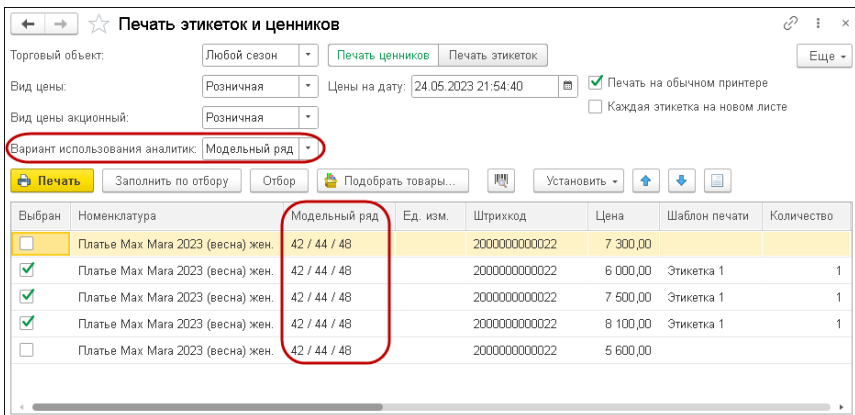 Печать этикеток и ценников
Торговый объект: Любой сезон Печать ценников Печать этикеток Еще
Вид цены: Розничная Цены на дату: 24.05.2023 21:54:40 Печать на обычном принтере
Вид цены акционный: Розничная Каждая этикетка на новом листе
Вариант использования аналитик: Модельный ряд
Печать Заполнить по отбору Отбор Подобрать товары... Установить
Выбран Номенклатура Модельный ряд Ед. изм. Штрихкод Цена Шаблон печати Количество
Платье Max Mara 2023 (весна) жен. 42 / 44 / 48 2000000000022 7 300,00
Платье Max Mara 2023 (весна) жен. 42 / 44 / 48 2000000000022 6 000,00 Этикетка 1 1
Платье Max Mara 2023 (весна) жен. 42 / 44 / 48 2000000000022 7 500,00 Этикетка 1 1
Платье Max Mara 2023 (весна) жен. 42 / 44 / 48 2000000000022 8 100,00 Этикетка 1 1
Платье Max Mara 2023 (весна) жен. 42 / 44 / 48 2000000000022 5 600,00